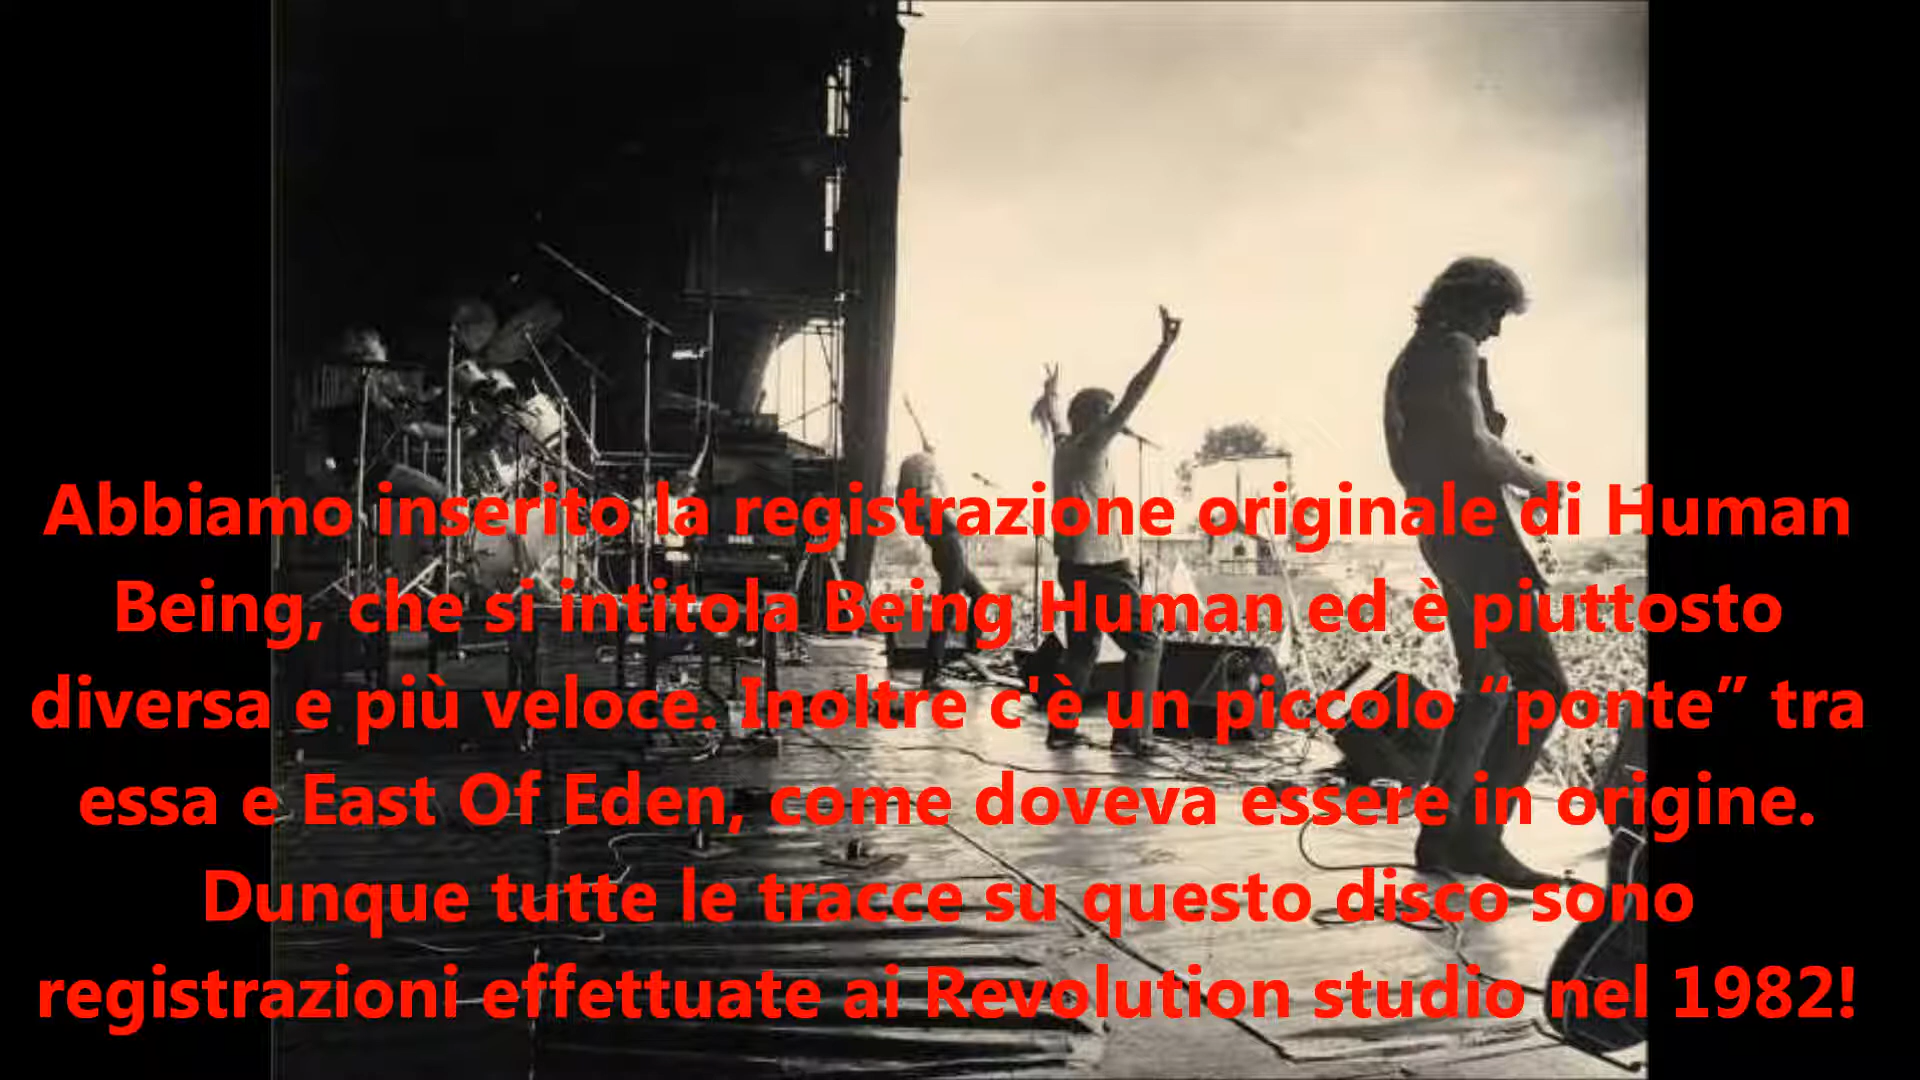 Abbiamo inserito la registrazione originale di Human
Being, che si intitola Being Human ed è piuttosto
diversa e più veloce. Inoltre c'è un piccolo “ponte” tra
essa e East Of Eden, come doveva essere in origine.
Dunque tutte le tracce su questo disco sono
registrazioni effettuate ai Revolution studio nel 1982!